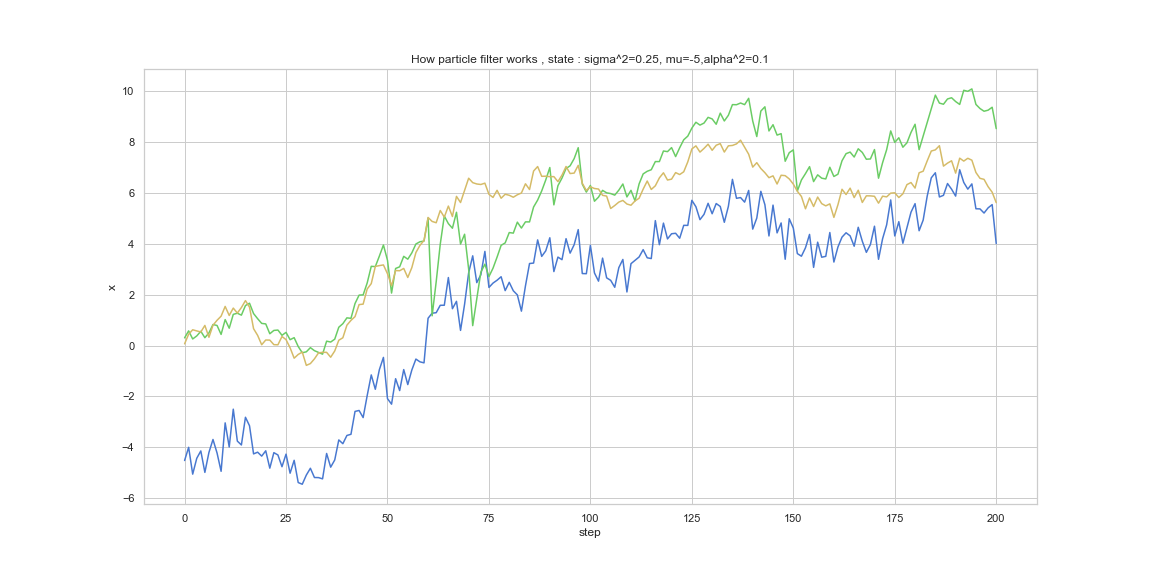 How particle filter works , state : sigma^2=0.25, mu=-5,alpha^2=0.1
10
8
6
4
2
0
−2
−4
−6
x
0 25 50 75 100 125 150 175 200
step